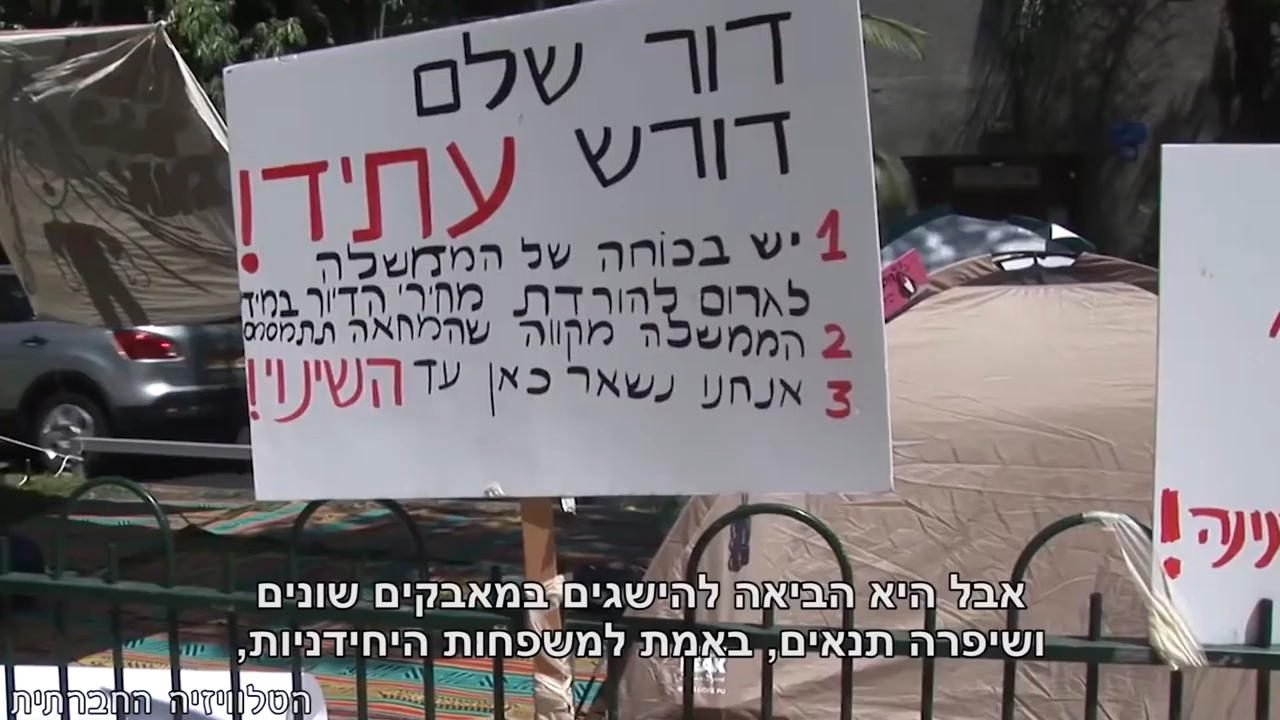 דור שלם
דורש עתיד!
1 יש בכוחה של הממשלה
לגרום להורדת מחירי הדיור במיד
2 הממשלה מקווה שהמחאה תתמסמס
3 אנחנו נשאר כאן עד השינוי!
אבל היא הביאה להישגים במאבקים שונים
ושיפרה תנאים, באמת למשפחות היחידניות,
הטלוויזיה החברתית